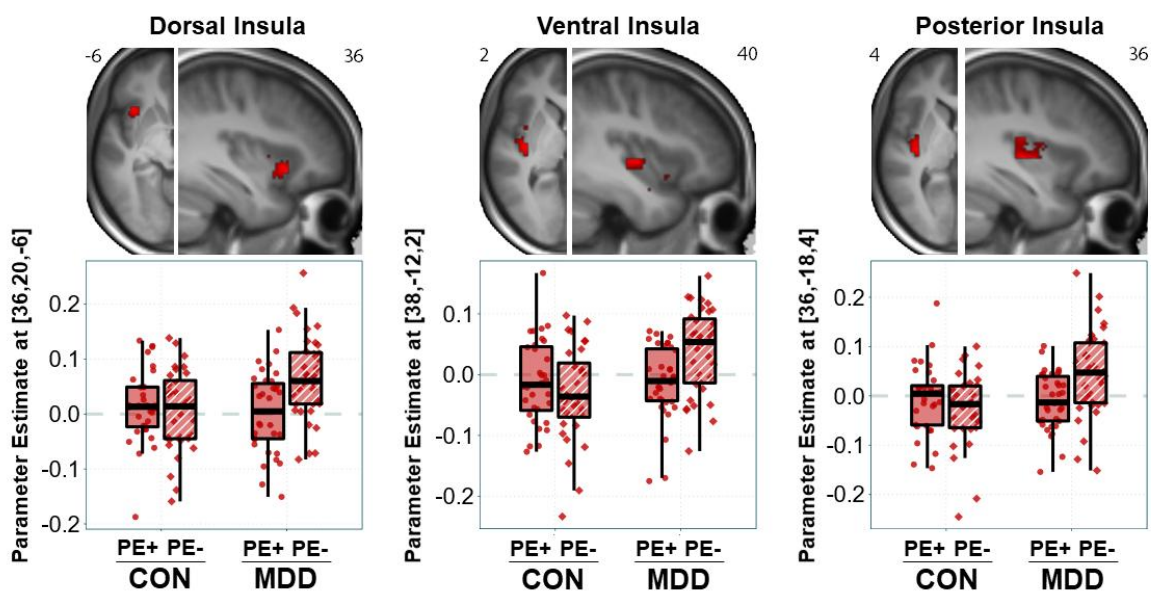 Dorsal Insula
Ventral Insula
Posterior Insula
-6
36
2
40
4
36
Parameter Estimate at [36,20,-6]
0.2
0.1
0.0
-0.1
-0.2
PE+ PE-
CON
PE+ PE-
MDD
Parameter Estimate at [38,-12,2]
0.1
0.0
-0.1
-0.2
PE+ PE-
CON
PE+ PE-
MDD
Parameter Estimate at [36,-18,4]
0.2
0.1
0.0
-0.1
-0.2
PE+ PE-
CON
PE+ PE-
MDD